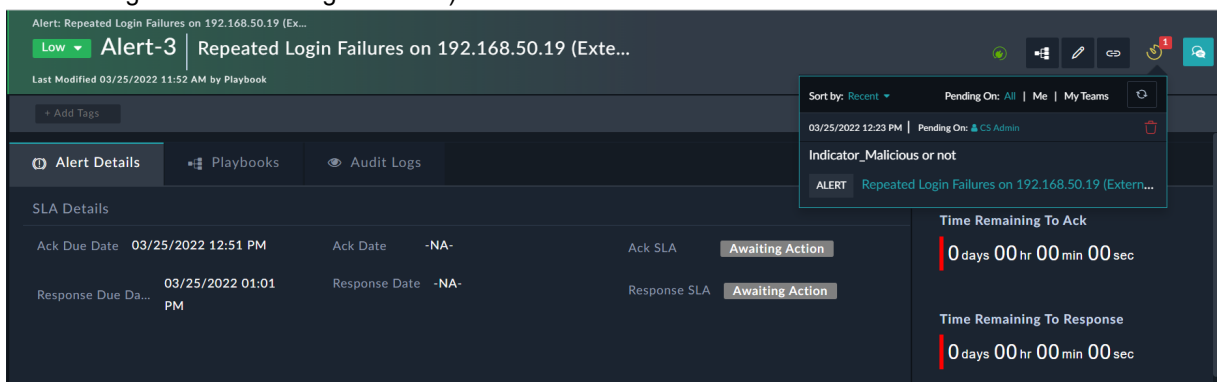 Alert: Repeated Login Failures on 192.168.50.19 (Ex...
Low Alert-3 Repeated Login Failures on 192.168.50.19 (Exte...
1
Last Modified 03/25/2022 11:52 AM by Playbook
Sort by: Recent Pending On: All | Me | My Teams
+ Add Tags
03/25/2022 12:23 PM | Pending On: CS Admin
Indicator_Malicious or not
ALERT Repeated Login Failures on 192.168.50.19 (Extern...
Alert Details Playbooks Audit Logs
SLA Details
Ack Due Date 03/25/2022 12:51 PM Ack Date -NA- Ack SLA Awaiting Action
Response Due Da... 03/25/2022 01:01 PM Response Date -NA- Response SLA Awaiting Action
Time Remaining To Ack
0 days 00 hr 00 min 00 sec
Time Remaining To Response
0 days 00 hr 00 min 00 sec